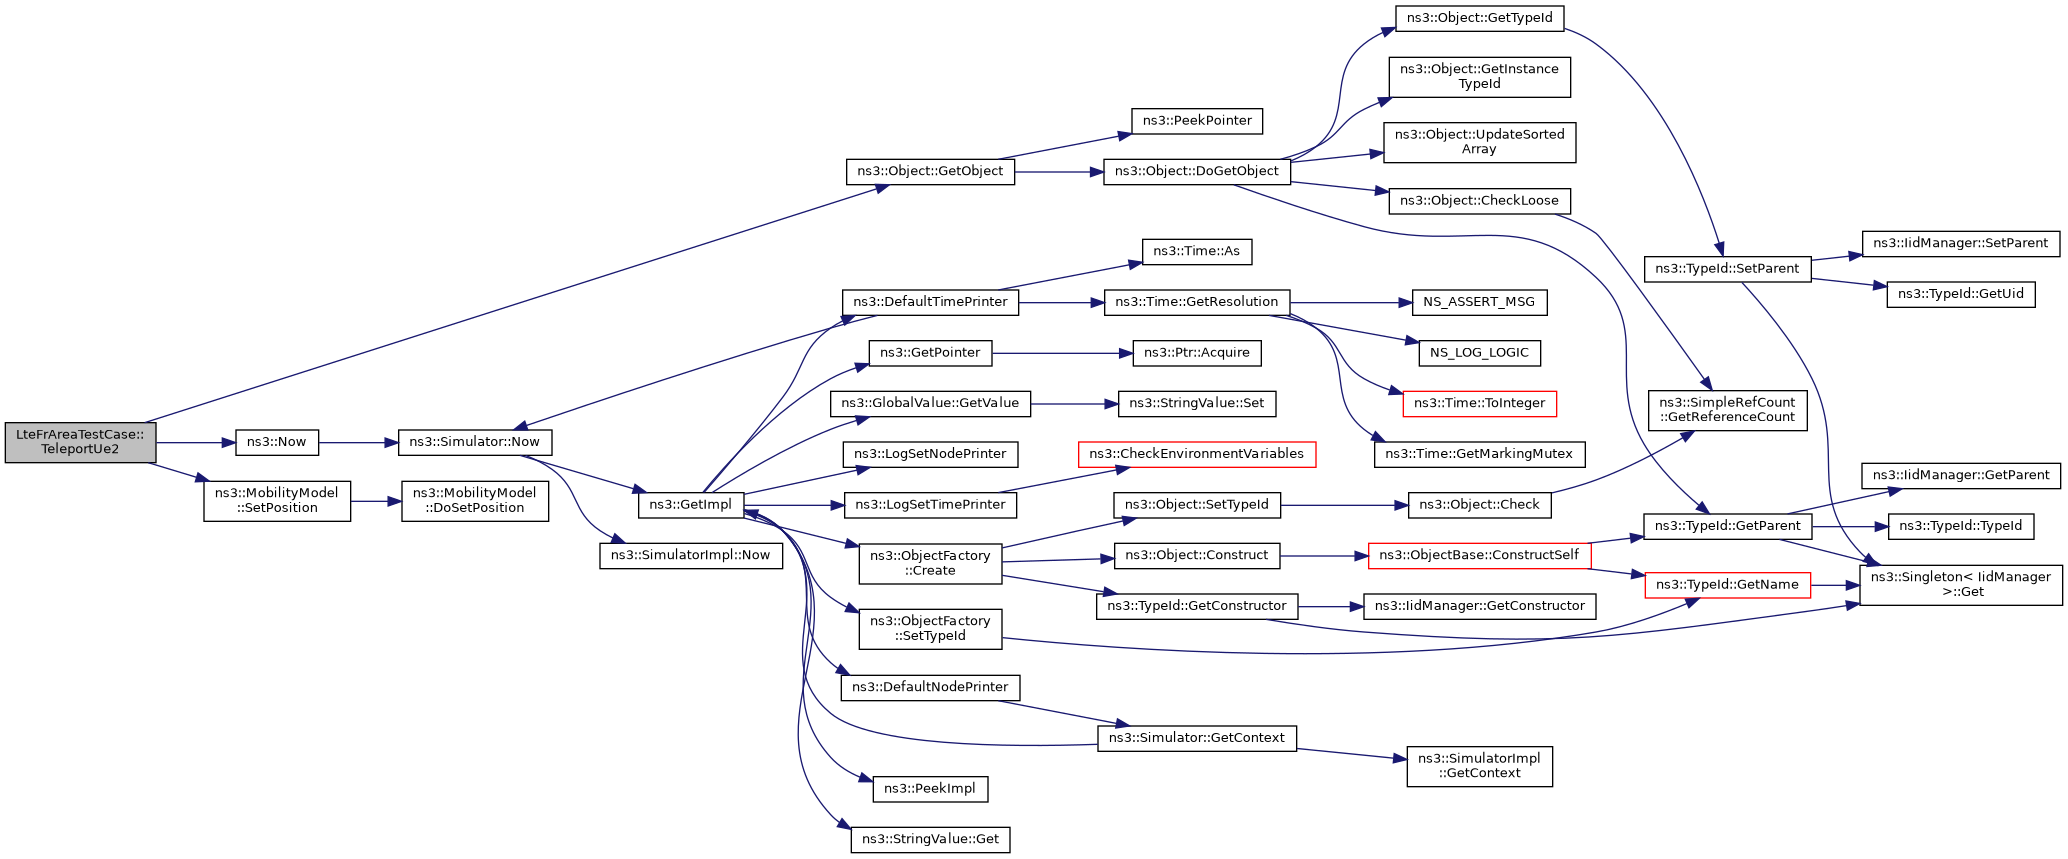 LteFrAreaTestCase::
TeleportUe2
ns3::Now
ns3::MobilityModel
::SetPosition
ns3::Simulator::Now
ns3::MobilityModel
::DoSetPosition
ns3::GetImpl
ns3::SimulatorImpl::Now
ns3::Object::GetObject
ns3::DefaultTimePrinter
ns3::GetPointer
ns3::GlobalValue::GetValue
ns3::LogSetNodePrinter
ns3::LogSetTimePrinter
ns3::ObjectFactory
::Create
ns3::ObjectFactory
::SetTypeId
ns3::DefaultNodePrinter
ns3::PeekImpl
ns3::StringValue::Get
ns3::PeekPointer
ns3::Object::DoGetObject
ns3::Time::As
ns3::Time::GetResolution
ns3::Ptr::Acquire
ns3::StringValue::Set
ns3::CheckEnvironmentVariables
ns3::Object::SetTypeId
ns3::Object::Construct
ns3::TypeId::GetConstructor
ns3::Simulator::GetContext
ns3::Object::GetTypeId
ns3::Object::GetInstance
TypeId
ns3::Object::UpdateSorted
Array
ns3::Object::CheckLoose
NS_ASSERT_MSG
NS_LOG_LOGIC
ns3::Time::ToInteger
ns3::Time::GetMarkingMutex
ns3::Object::Check
ns3::ObjectBase::ConstructSelf
ns3::IidManager::GetConstructor
ns3::SimulatorImpl
::GetContext
ns3::TypeId::SetParent
ns3::SimpleRefCount
::GetReferenceCount
ns3::TypeId::GetParent
ns3::TypeId::GetName
ns3::IidManager::SetParent
ns3::TypeId::GetUid
ns3::IidManager::GetParent
ns3::TypeId::TypeId
ns3::Singleton< IidManager
>::Get